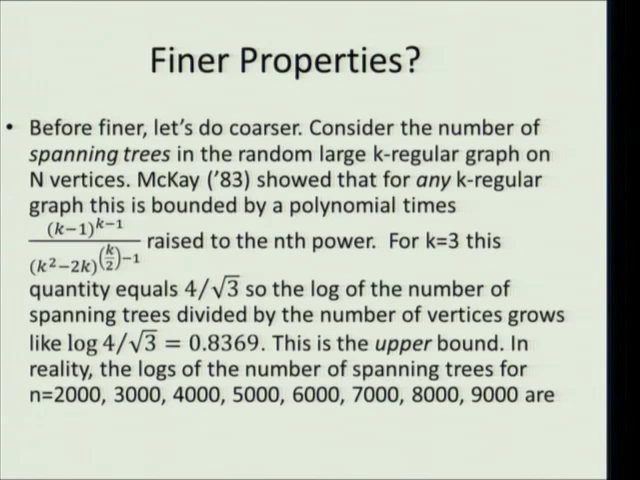 Finer Properties?
• Before finer, let's do coarser. Consider the number of
spanning trees in the random large k-regular graph on
N vertices. McKay ('83) showed that for any k-regular
graph this is bounded by a polynomial times
(k−1)^{k−1} / (k²−2k)^{(k/2)−1} raised to the nth power. For k=3 this
quantity equals 4/√3 so the log of the number of
spanning trees divided by the number of vertices grows
like log 4/√3 = 0.8369. This is the upper bound. In
reality, the logs of the number of spanning trees for
n=2000, 3000, 4000, 5000, 6000, 7000, 8000, 9000 are